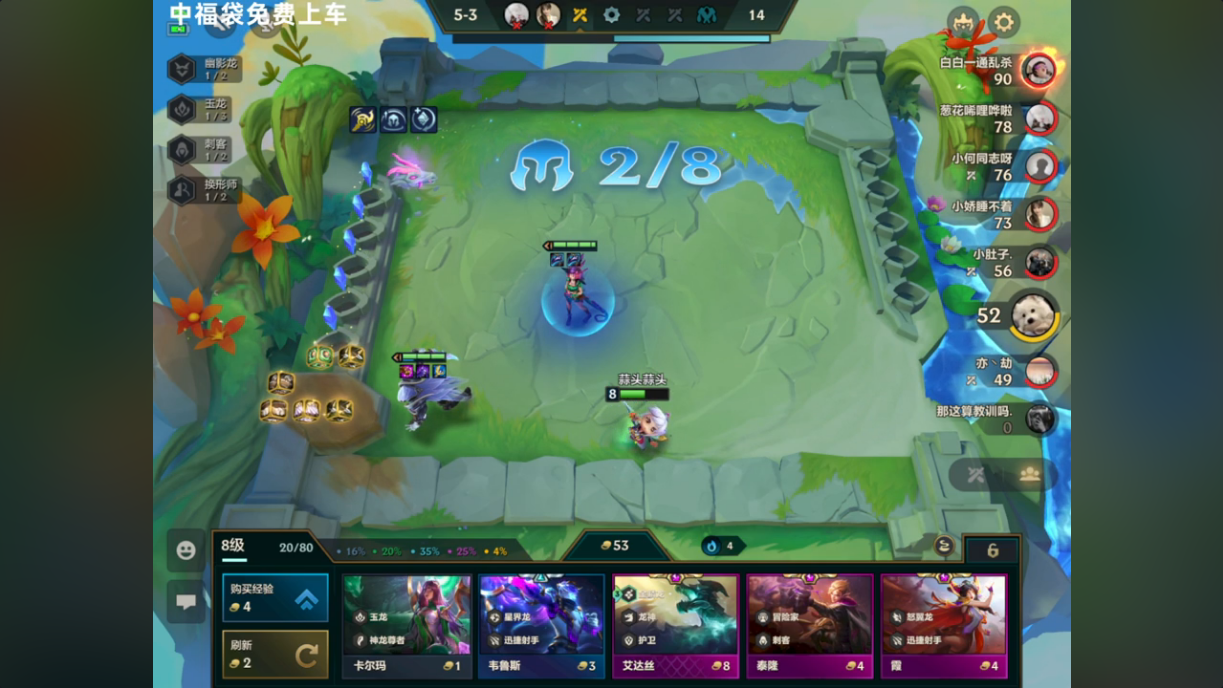 中福袋免费上车
5-3
14
幽影龙
1/2
玉龙
1/3
刺客
1/2
换形师
1/2
2/8
白白一通乱杀
90
葱花唏哩哗啦
78
小何同志呀
76
小娇睡不着
73
小肚子.
56
52
亦丶劫
49
那这算教训吗.
0
蒜头蒜头
8
8级
20/80
16%
20%
35%
25%
4%
53
4
6
购买经验
4
刷新
2
玉龙
神龙尊者
卡尔玛
1
星界龙
迅捷射手
韦鲁斯
3
龙神
护卫
艾达丝
8
冒险家
刺客
泰隆
4
怒翼龙
迅捷射手
霞
4